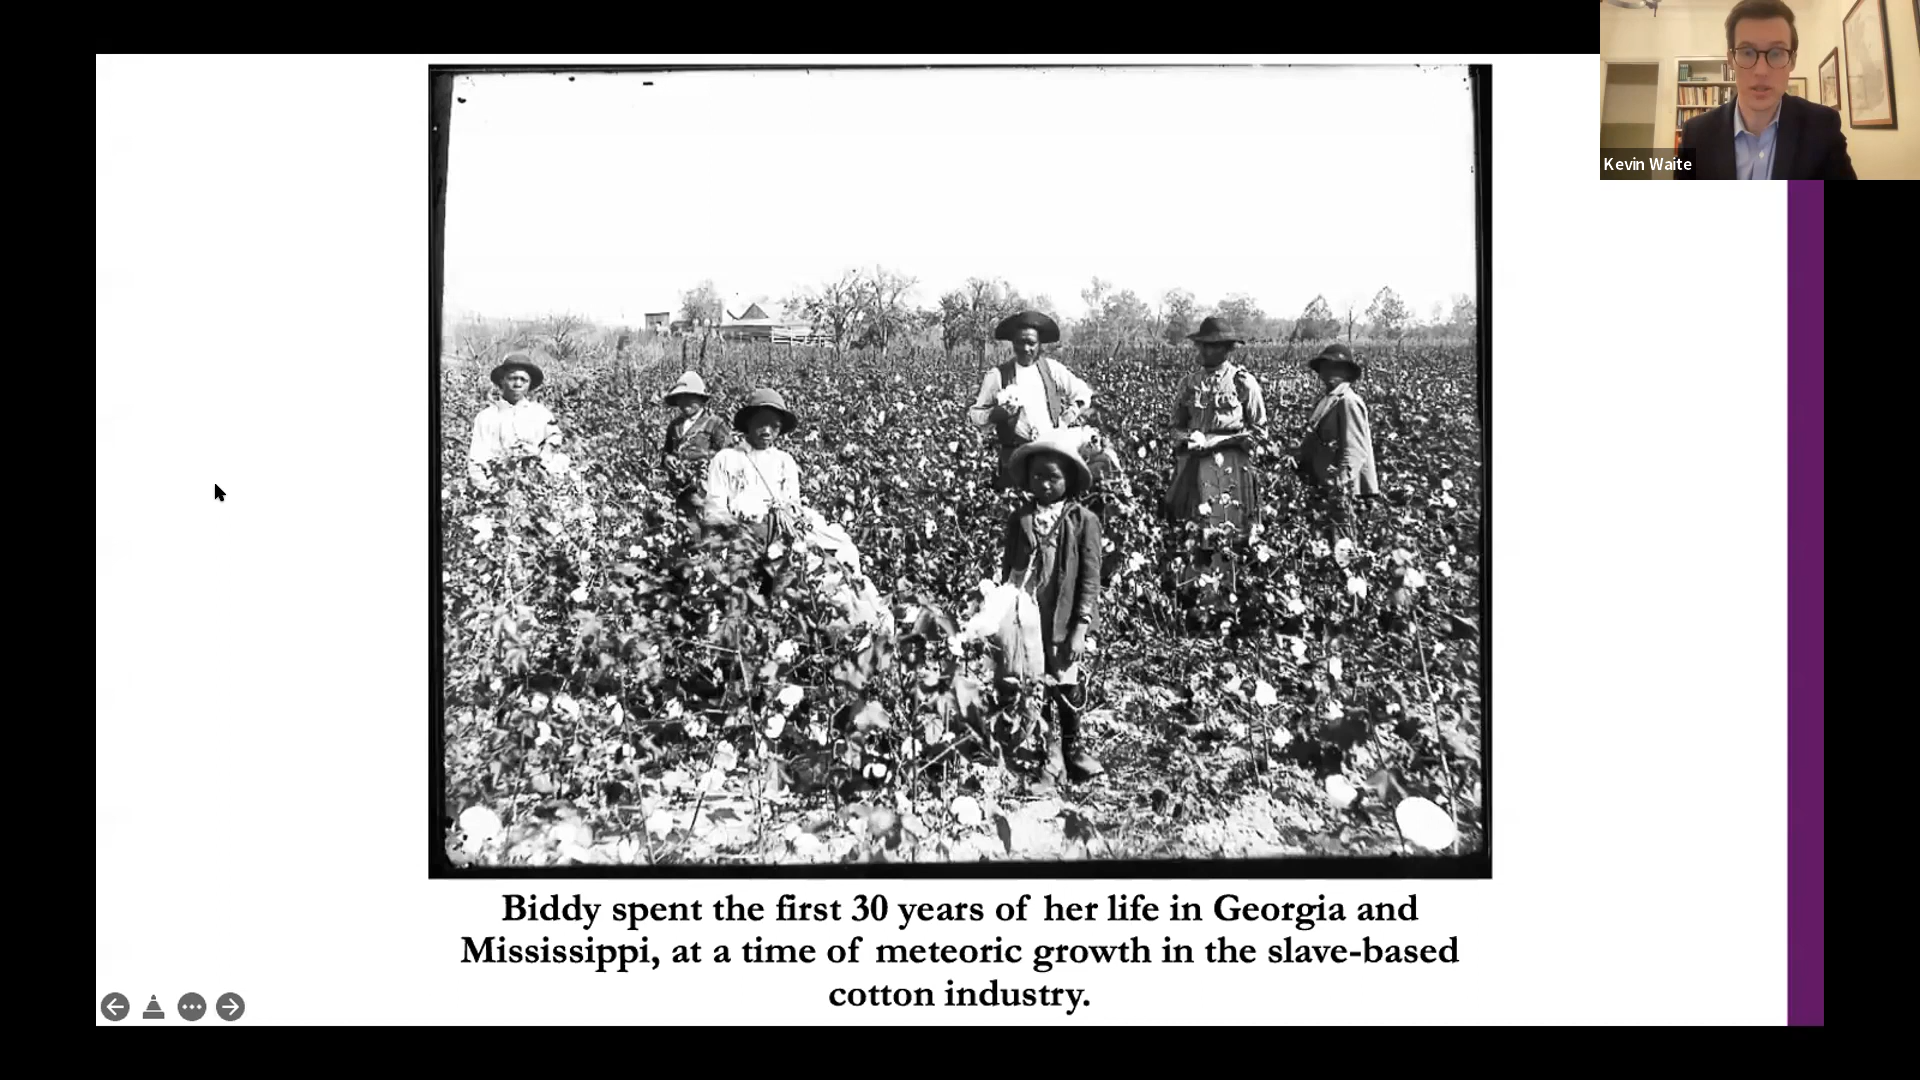 Kevin Waite
Biddy spent the first 30 years of her life in Georgia and
Mississippi, at a time of meteoric growth in the slave-based
cotton industry.